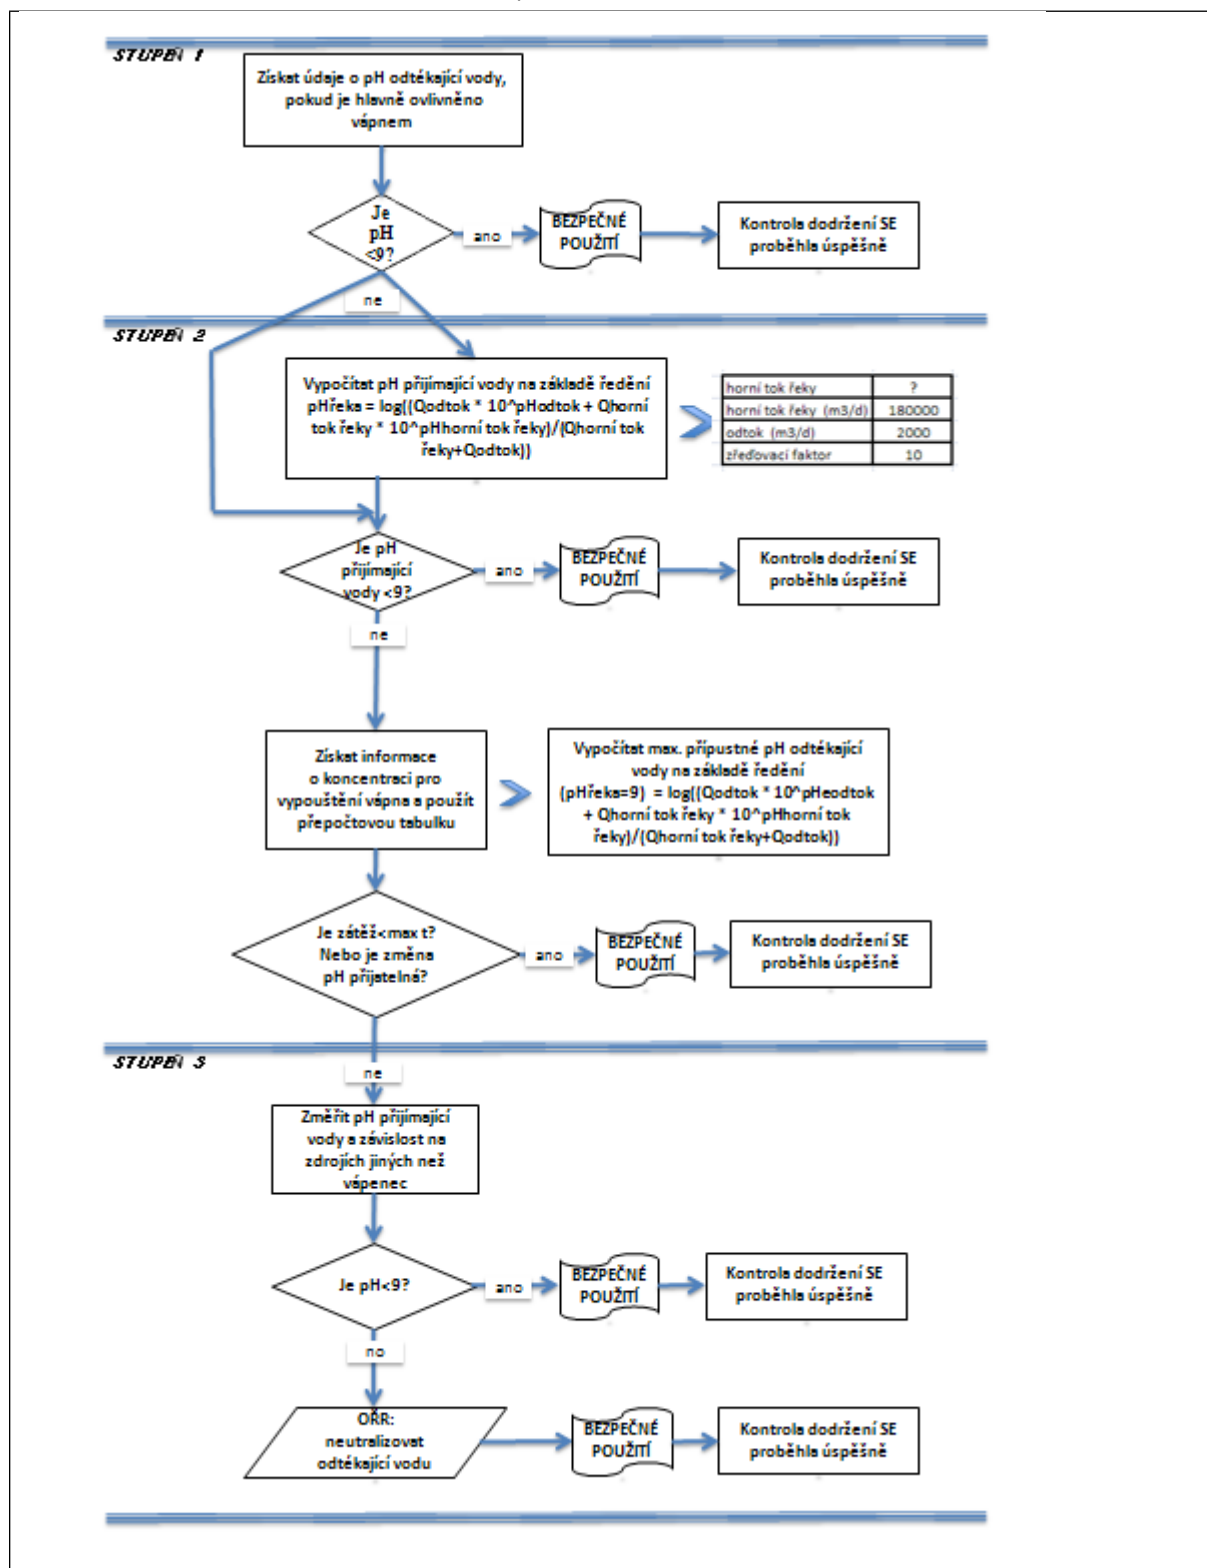 STUPEŇ 1
Získat údaje o pH odtékající vody,
pokud je hlavně ovlivněno
vápnem
Je
pH
<9?
ano
BEZPEČNÉ
POUŽITÍ
Kontrola dodržení SE
proběhla úspěšně
ne
STUPEŇ 2
Vypočítat pH přijímající vody na základě ředění
pHřeka = log((Qodtok * 10^pHodtok + Qhorní
tok řeky * 10^pHhorní tok řeky)/(Qhorní tok
řeky+Qodtok))
horní tok řeky ?
horní tok řeky (m3/d) 180000
odtok (m3/d) 2000
zřeďovací faktor 10
Je pH
přijímající
vody <9?
ano
BEZPEČNÉ
POUŽITÍ
Kontrola dodržení SE
proběhla úspěšně
ne
Získat informace
o koncentraci pro
vypouštění vápna a použít
přepočtovou tabulku
Vypočítat max. přípustné pH odtékající
vody na základě ředění
(pHřeka=9) = log((Qodtok * 10^pHeodtok
+ Qhorní tok řeky * 10^pHhorní tok
řeky)/(Qhorní tok řeky+Qodtok))
Je zátěž<max t?
Nebo je změna
pH přijatelná?
ano
BEZPEČNÉ
POUŽITÍ
Kontrola dodržení SE
proběhla úspěšně
STUPEŇ 3
ne
Změřit pH přijímající
vody a závislost na
zdrojích jiných než
vápenec
Je pH<9?
ano
BEZPEČNÉ
POUŽITÍ
Kontrola dodržení SE
proběhla úspěšně
no
OŘR:
neutralizovat
odtékající vodu
BEZPEČNÉ
POUŽITÍ
Kontrola dodržení SE
proběhla úspěšně